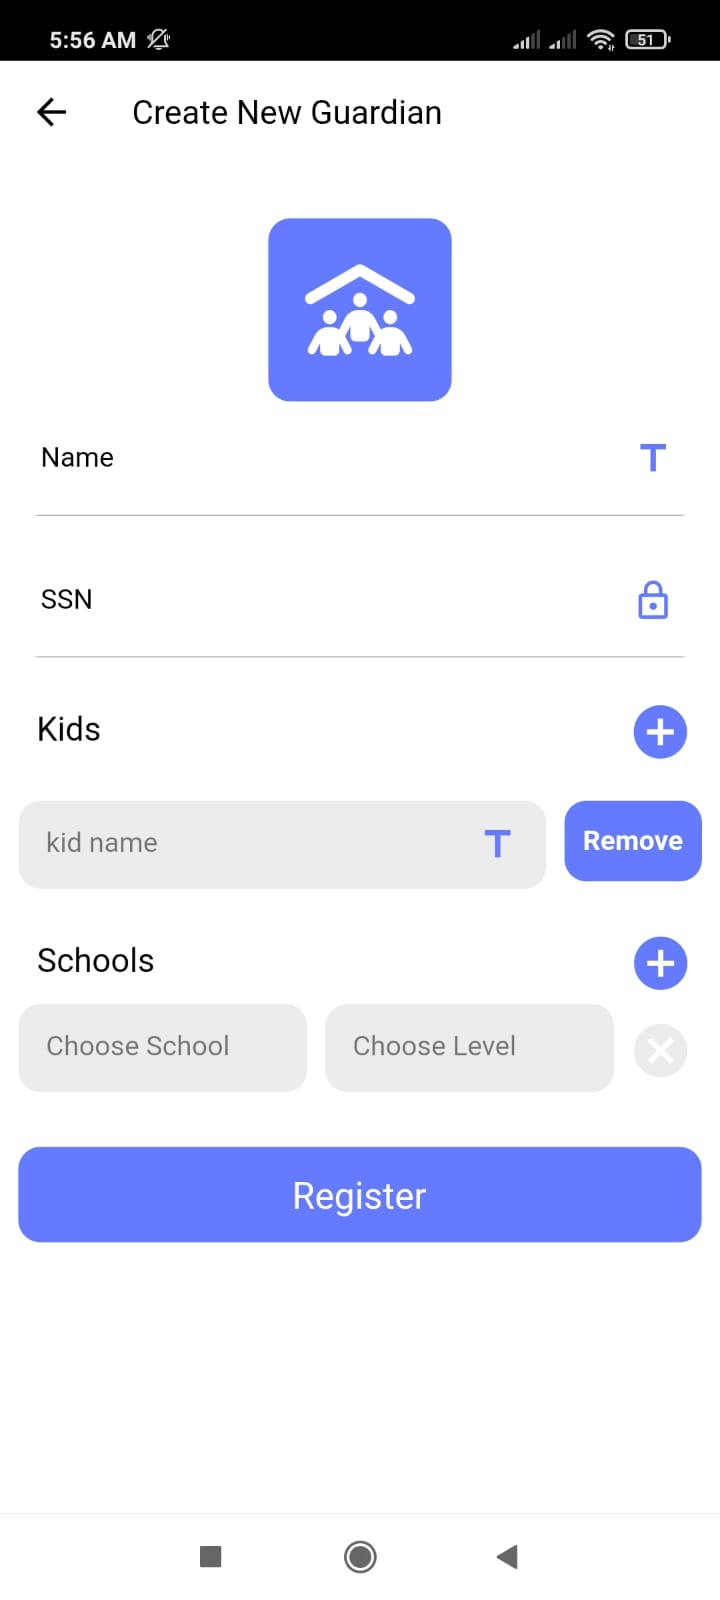 5:56 AM
51
Create New Guardian
Name
T
SSN
Kids
kid name T Remove
Schools
Choose School Choose Level
Register